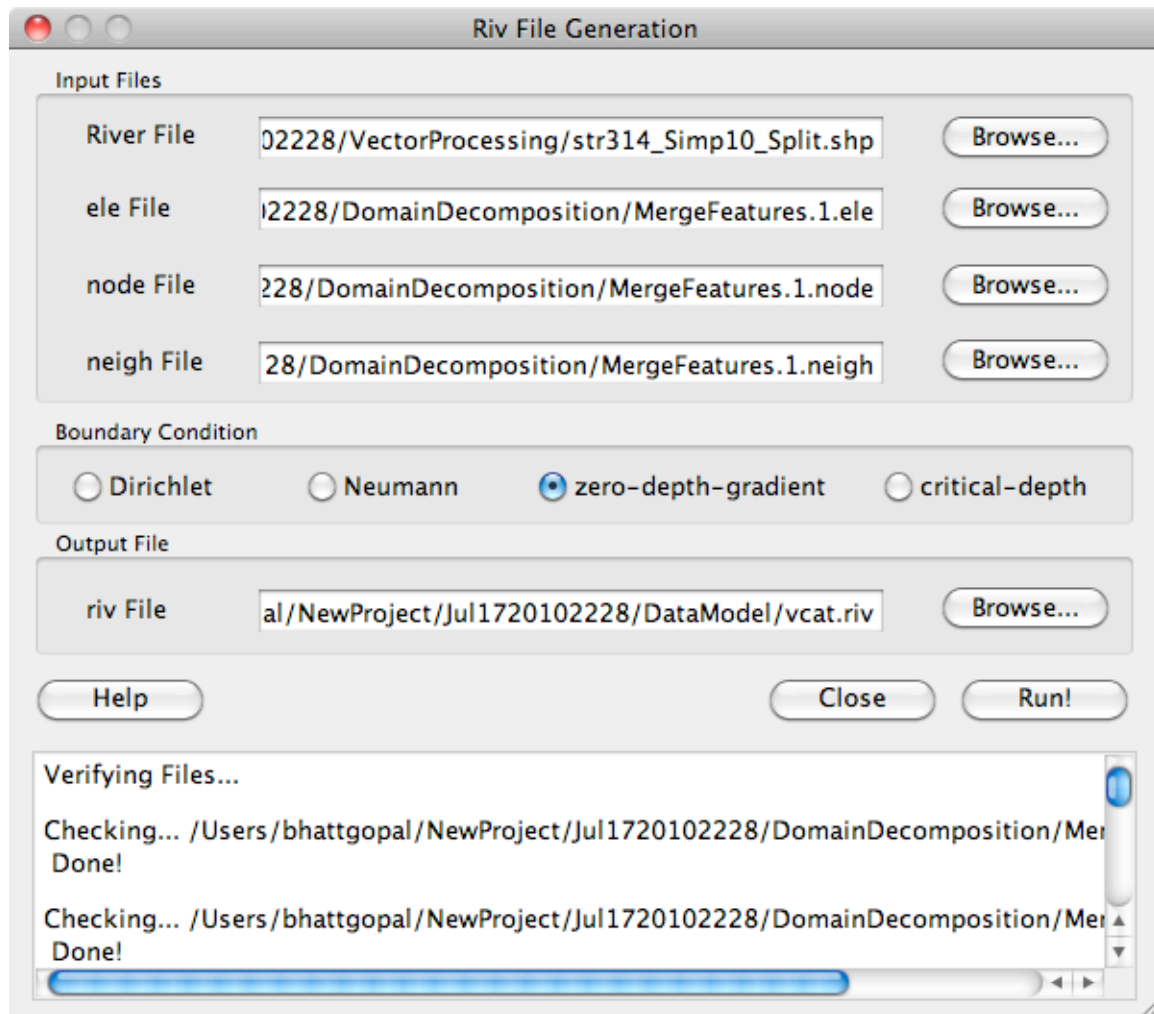 Riv File Generation
Input Files
River File 02228/VectorProcessing/str314_Simp10_Split.shp Browse...
ele File 2228/DomainDecomposition/MergeFeatures.1.ele Browse...
node File 228/DomainDecomposition/MergeFeatures.1.node Browse...
neigh File 28/DomainDecomposition/MergeFeatures.1.neigh Browse...
Boundary Condition
Dirichlet Neumann zero-depth-gradient critical-depth
Output File
riv File al/NewProject/Jul1720102228/DataModel/vcat.riv Browse...
Help Close Run!
Verifying Files...
Checking... /Users/bhattgopal/NewProject/Jul1720102228/DomainDecomposition/Mer
Done!
Checking... /Users/bhattgopal/NewProject/Jul1720102228/DomainDecomposition/Mer
Done!